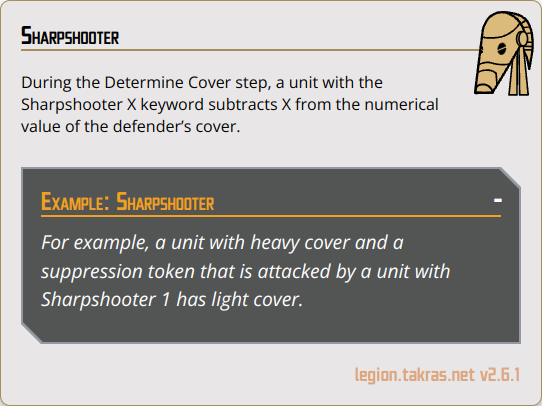 Sharpshooter
During the Determine Cover step, a unit with the
Sharpshooter X keyword subtracts X from the numerical
value of the defender’s cover.
Example: Sharpshooter -
For example, a unit with heavy cover and a
suppression token that is attacked by a unit with
Sharpshooter 1 has light cover.
legion.takras.net v2.6.1